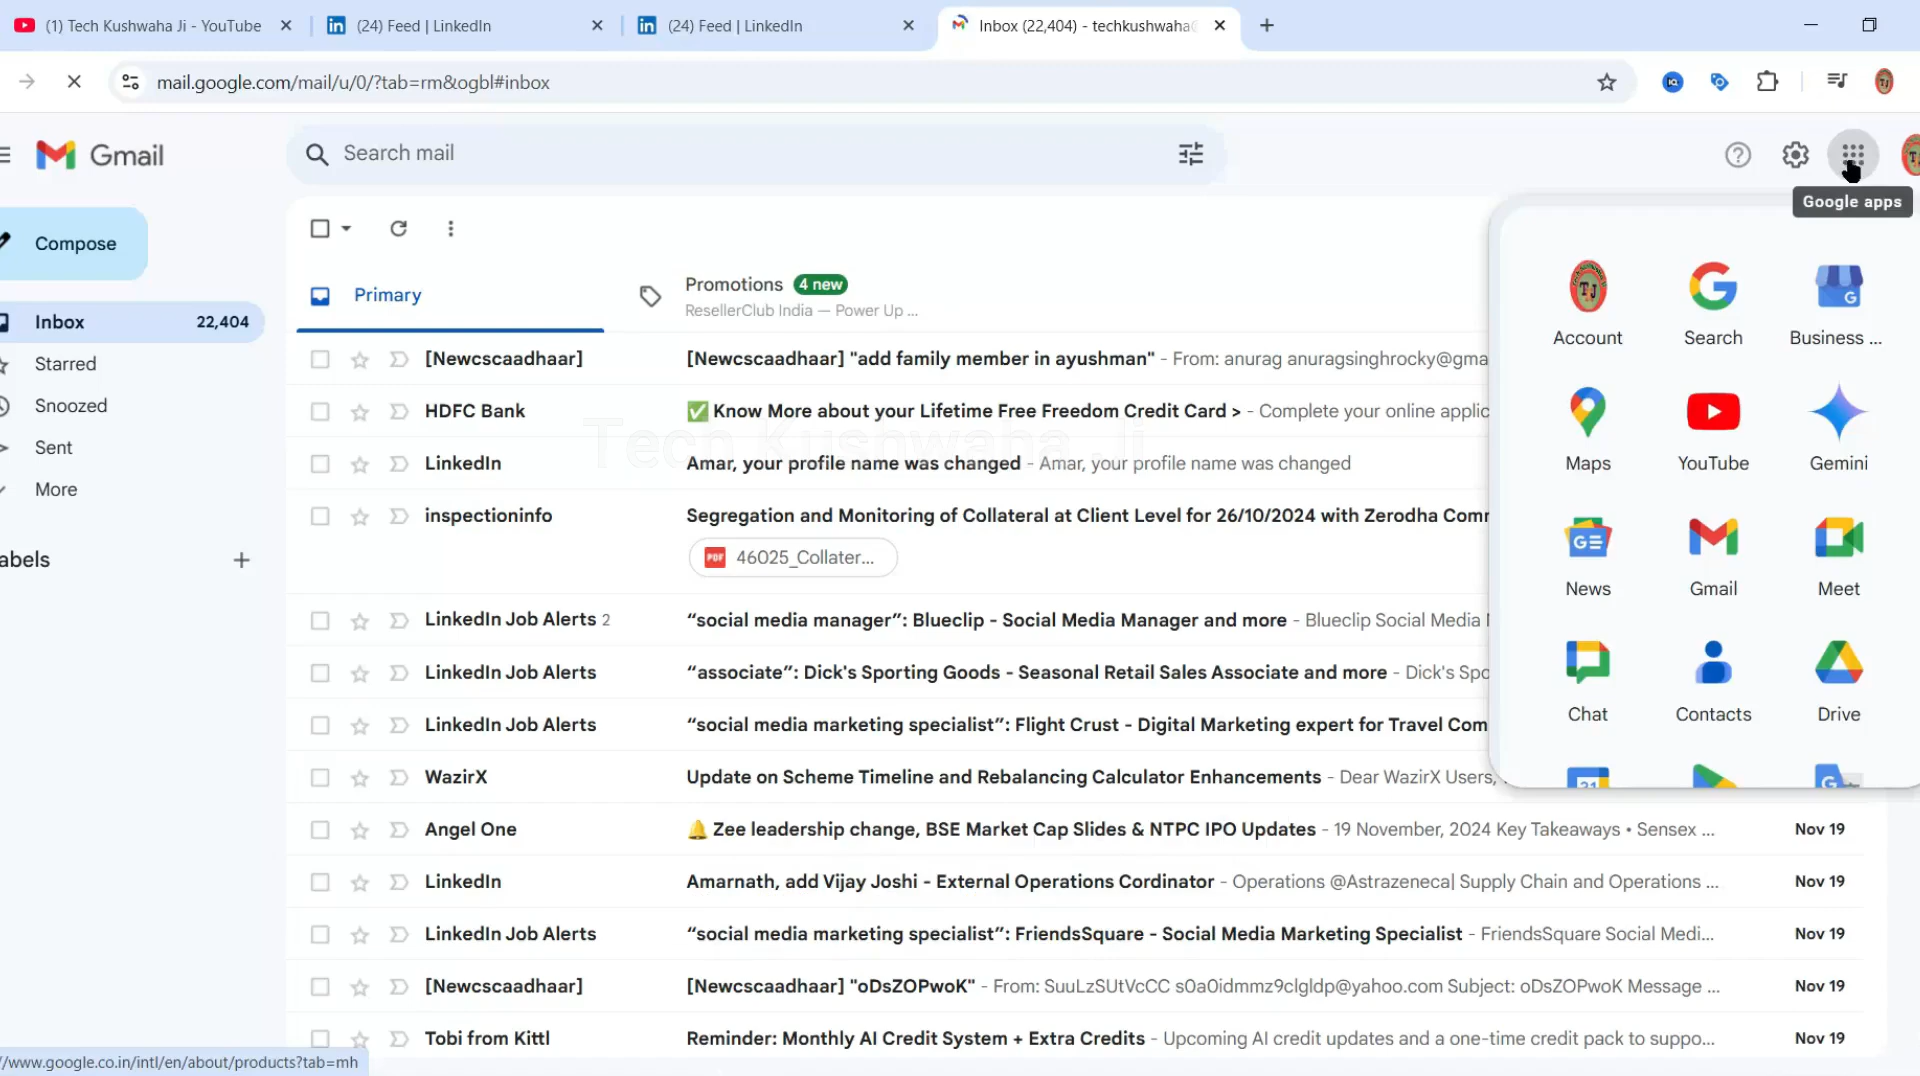 (1) Tech Kushwaha Ji - YouTube
in (24) Feed | LinkedIn
in (24) Feed | LinkedIn
Inbox (22,404) - techkushwaha@
mail.google.com/mail/u/0/?tab=rm&ogbl#inbox
Gmail
Search mail
Google apps
Compose
Inbox 22,404
Starred
Snoozed
Sent
More
abels
Primary
Promotions 4 new
ResellerClub India — Power Up ...
[Newcscaadhaar] [Newcscaadhaar] "add family member in ayushman" - From: anurag anuragsinghrocky@gma
HDFC Bank ✅ Know More about your Lifetime Free Freedom Credit Card > - Complete your online applic
Tech Kushwaha Ji
LinkedIn Amar, your profile name was changed - Amar, your profile name was changed
inspectioninfo Segregation and Monitoring of Collateral at Client Level for 26/10/2024 with Zerodha Com
PDF 46025_Collater...
LinkedIn Job Alerts 2 “social media manager”: Blueclip - Social Media Manager and more - Blueclip Social Media
LinkedIn Job Alerts “associate”: Dick's Sporting Goods - Seasonal Retail Sales Associate and more - Dick's Spo
LinkedIn Job Alerts “social media marketing specialist”: Flight Crust - Digital Marketing expert for Travel Com
WazirX Update on Scheme Timeline and Rebalancing Calculator Enhancements - Dear WazirX Users,
Angel One 🔔 Zee leadership change, BSE Market Cap Slides & NTPC IPO Updates - 19 November, 2024 Key Takeaways • Sensex ... Nov 19
LinkedIn Amarnath, add Vijay Joshi - External Operations Cordinator - Operations @Astrazeneca| Supply Chain and Operations ... Nov 19
LinkedIn Job Alerts “social media marketing specialist”: FriendsSquare - Social Media Marketing Specialist - FriendsSquare Social Medi... Nov 19
[Newcscaadhaar] [Newcscaadhaar] "oDsZOPwoK" - From: SuuLzSUtVcCC s0a0idmmz9clgldp@yahoo.com Subject: oDsZOPwoK Message ... Nov 19
Tobi from Kittl Reminder: Monthly AI Credit System + Extra Credits - Upcoming AI credit updates and a one-time credit pack to suppo... Nov 19
Account Search Business ...
Maps YouTube Gemini
News Gmail Meet
Chat Contacts Drive
/www.google.co.in/intl/en/about/products?tab=mh